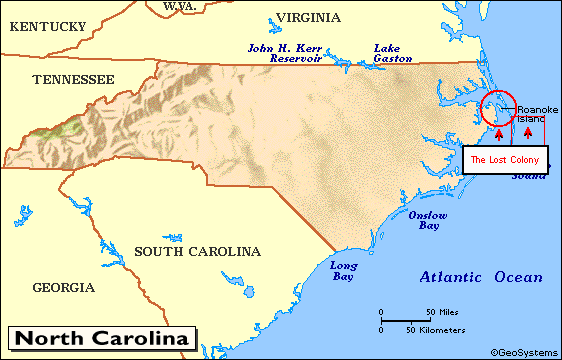 W.VA.
KENTUCKY
VIRGINIA
John H. Kerr
Reservoir
Lake
Gaston
TENNESSEE
Roanoke
Island
The Lost Colony
Sound
Onslow
Bay
SOUTH CAROLINA
Long
Bay
GEORGIA
Atlantic Ocean
0 50 Miles
0 50 Kilometers
North Carolina
©GeoSystems